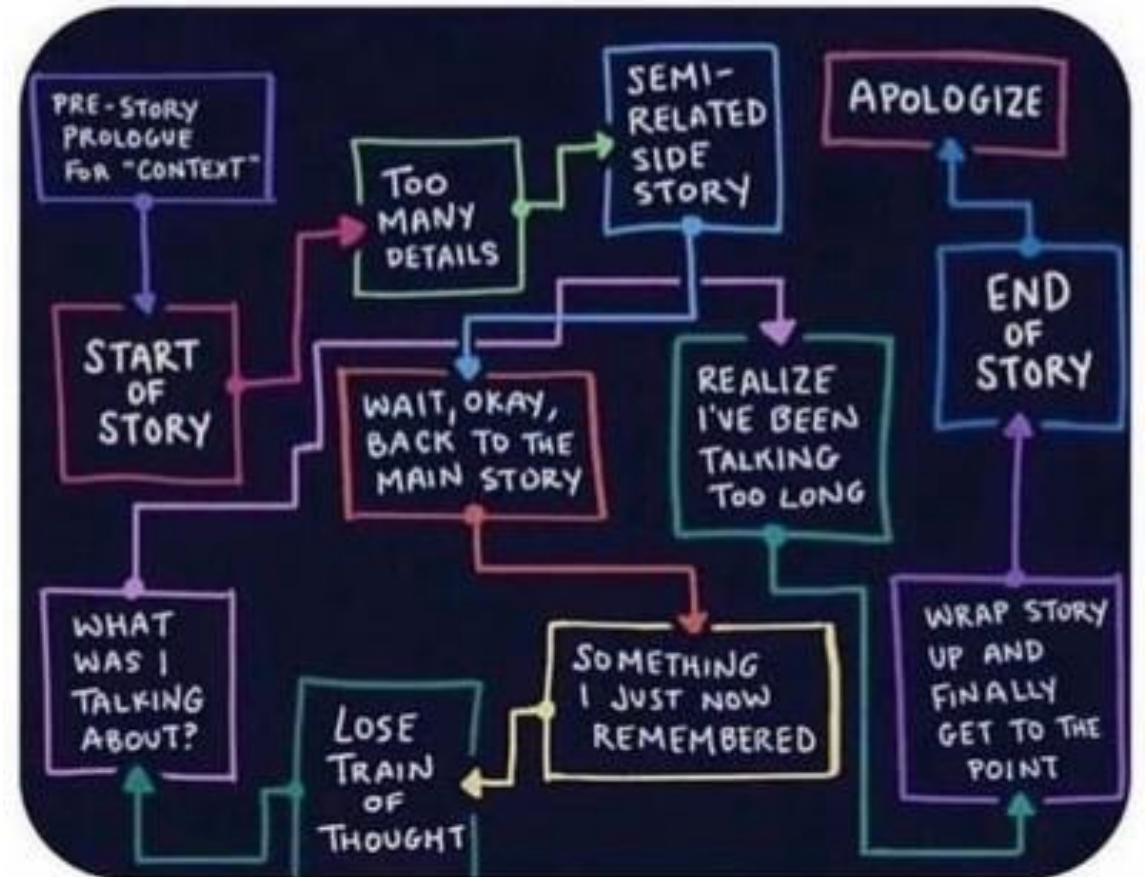 PRE-STORY
PROLOGUE
FOR "CONTEXT"
START
OF
STORY
TOO
MANY
DETAILS
SEMI-
RELATED
SIDE
STORY
WAIT, OKAY,
BACK TO THE
MAIN STORY
SOMETHING
I JUST NOW
REMEMBERED
LOSE
TRAIN
OF
THOUGHT
WHAT
WAS I
TALKING
ABOUT?
REALIZE
I'VE BEEN
TALKING
TOO LONG
WRAP STORY
UP AND
FINALLY
GET TO THE
POINT
END
OF
STORY
APOLOGIZE